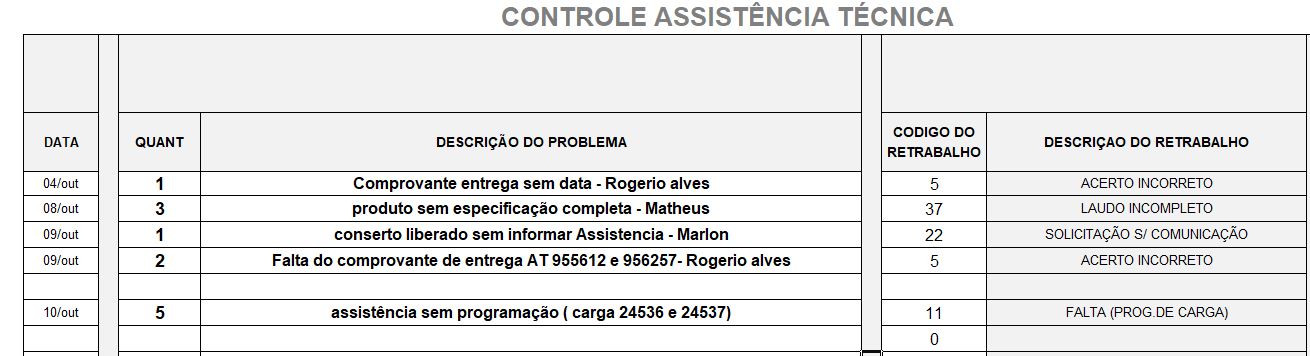 CONTROLE ASSISTÊNCIA TÉCNICA
DATA QUANT DESCRIÇÃO DO PROBLEMA CODIGO DO RETRABALHO DESCRIÇAO DO RETRABALHO
04/out 1 Comprovante entrega sem data - Rogerio alves 5 ACERTO INCORRETO
08/out 3 produto sem especificação completa - Matheus 37 LAUDO INCOMPLETO
09/out 1 conserto liberado sem informar Assistencia - Marlon 22 SOLICITAÇÃO S/ COMUNICAÇÃO
09/out 2 Falta do comprovante de entrega AT 955612 e 956257- Rogerio alves 5 ACERTO INCORRETO
10/out 5 assistência sem programação ( carga 24536 e 24537) 11 FALTA (PROG.DE CARGA)
0